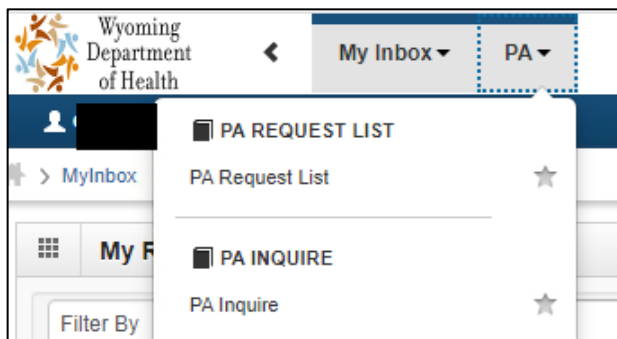 Wyoming
Department
of Health
My Inbox
PA
PA REQUEST LIST
> MyInbox
PA Request List
My R
PA INQUIRE
PA Inquire
Filter By